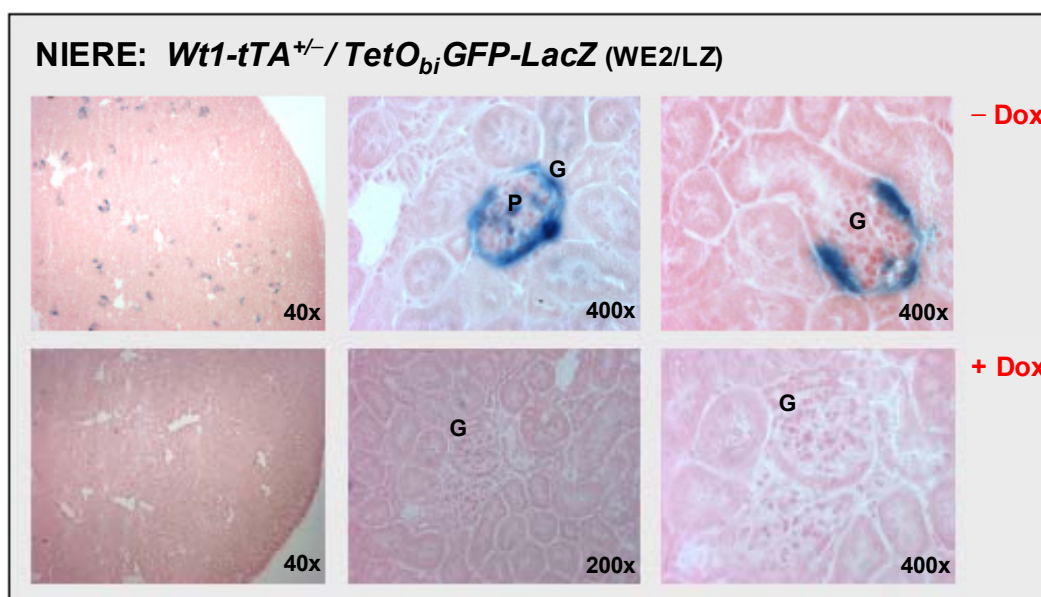 NIERE: Wt1-tTA+/– / TetObiGFP-LacZ (WE2/LZ)
– Dox
G
P
G
40x
400x
400x
+ Dox
G
G
40x
200x
400x